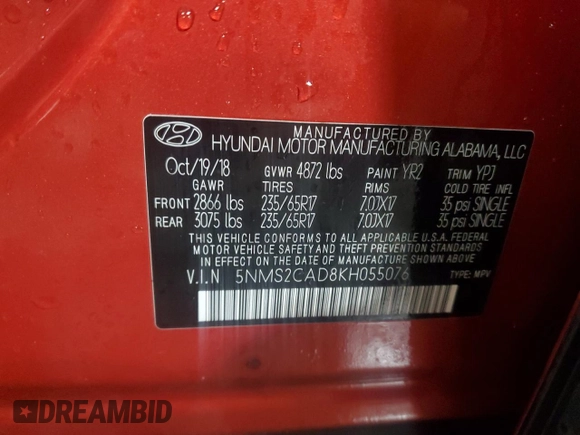 MANUFACTURED BY
HYUNDAI MOTOR MANUFACTURING ALABAMA, LLC
Oct/19/18 GVWR 4872 lbs PAINT YR2 TRIM YPJ
GAWR TIRES RIMS COLD TIRE INFL
FRONT 2866 lbs 235/65R17 7.0JX17 35 psi SINGLE
REAR 3075 lbs 235/65R17 7.0JX17 35 psi SINGLE
THIS VEHICLE CONFORMS TO ALL APPLICABLE U.S.A. FEDERAL
MOTOR VEHICLE SAFETY AND THEFT PREVENTION STANDARDS
IN EFFECT ON THE DATE OF MANUFACTURE SHOWN ABOVE.
V.I.N 5NMS2CAD8KH055076 TYPE: MPV
DREAMBID